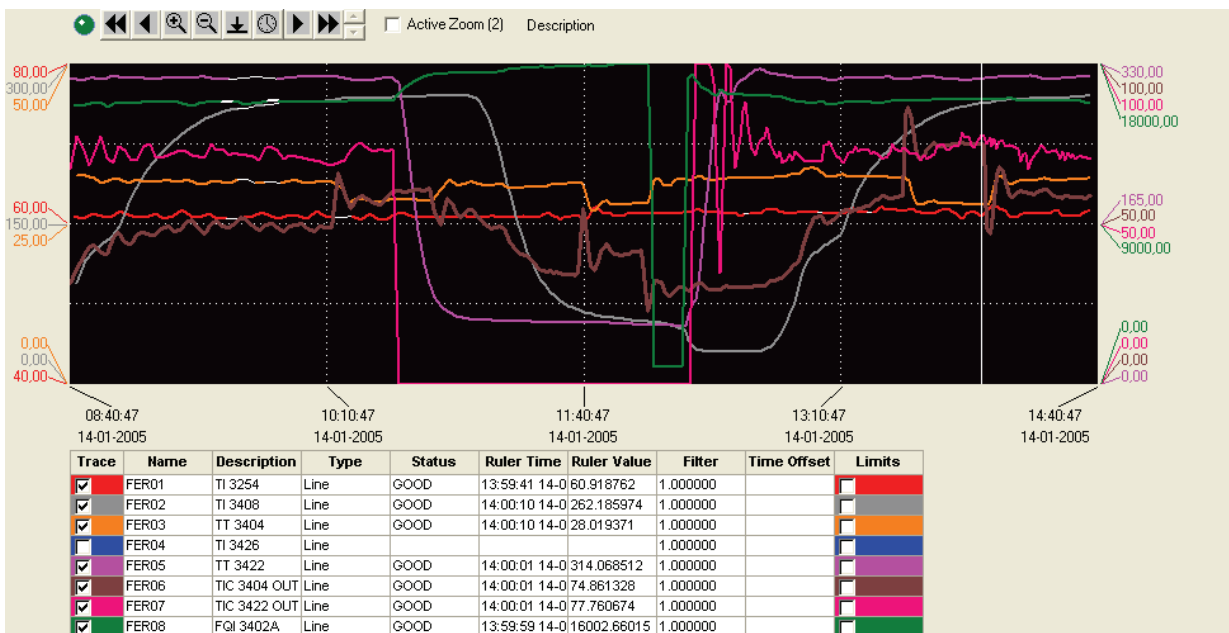 Active Zoom (2) Description
80,00
300,00
50,00
60,00
150,00
25,00
0,00
0,00
40,00
330,00
100,00
100,00
18000,00
165,00
50,00
50,00
9000,00
0,00
0,00
0,00
0,00
08:40:47 10:10:47 11:40:47 13:10:47 14:40:47
14-01-2005 14-01-2005 14-01-2005 14-01-2005 14-01-2005
Trace Name Description Type Status Ruler Time Ruler Value Filter Time Offset Limits
FER01 TI 3254 Line GOOD 13:59:41 14-0 60.918762 1.000000
FER02 TI 3408 Line GOOD 14:00:10 14-0 262.185974 1.000000
FER03 TT 3404 Line GOOD 14:00:01 14-0 28.019371 1.000000
FER04 TI 3426 Line 1.000000
FER05 TT 3422 Line GOOD 14:00:01 14-0 314.068512 1.000000
FER06 TIC 3404 OUT Line GOOD 14:00:01 14-0 74.861328 1.000000
FER07 TIC 3422 OUT Line GOOD 14:00:01 14-0 77.760674 1.000000
FER08 FQI 3402A Line GOOD 13:59:59 14-0 16002.66015 1.000000